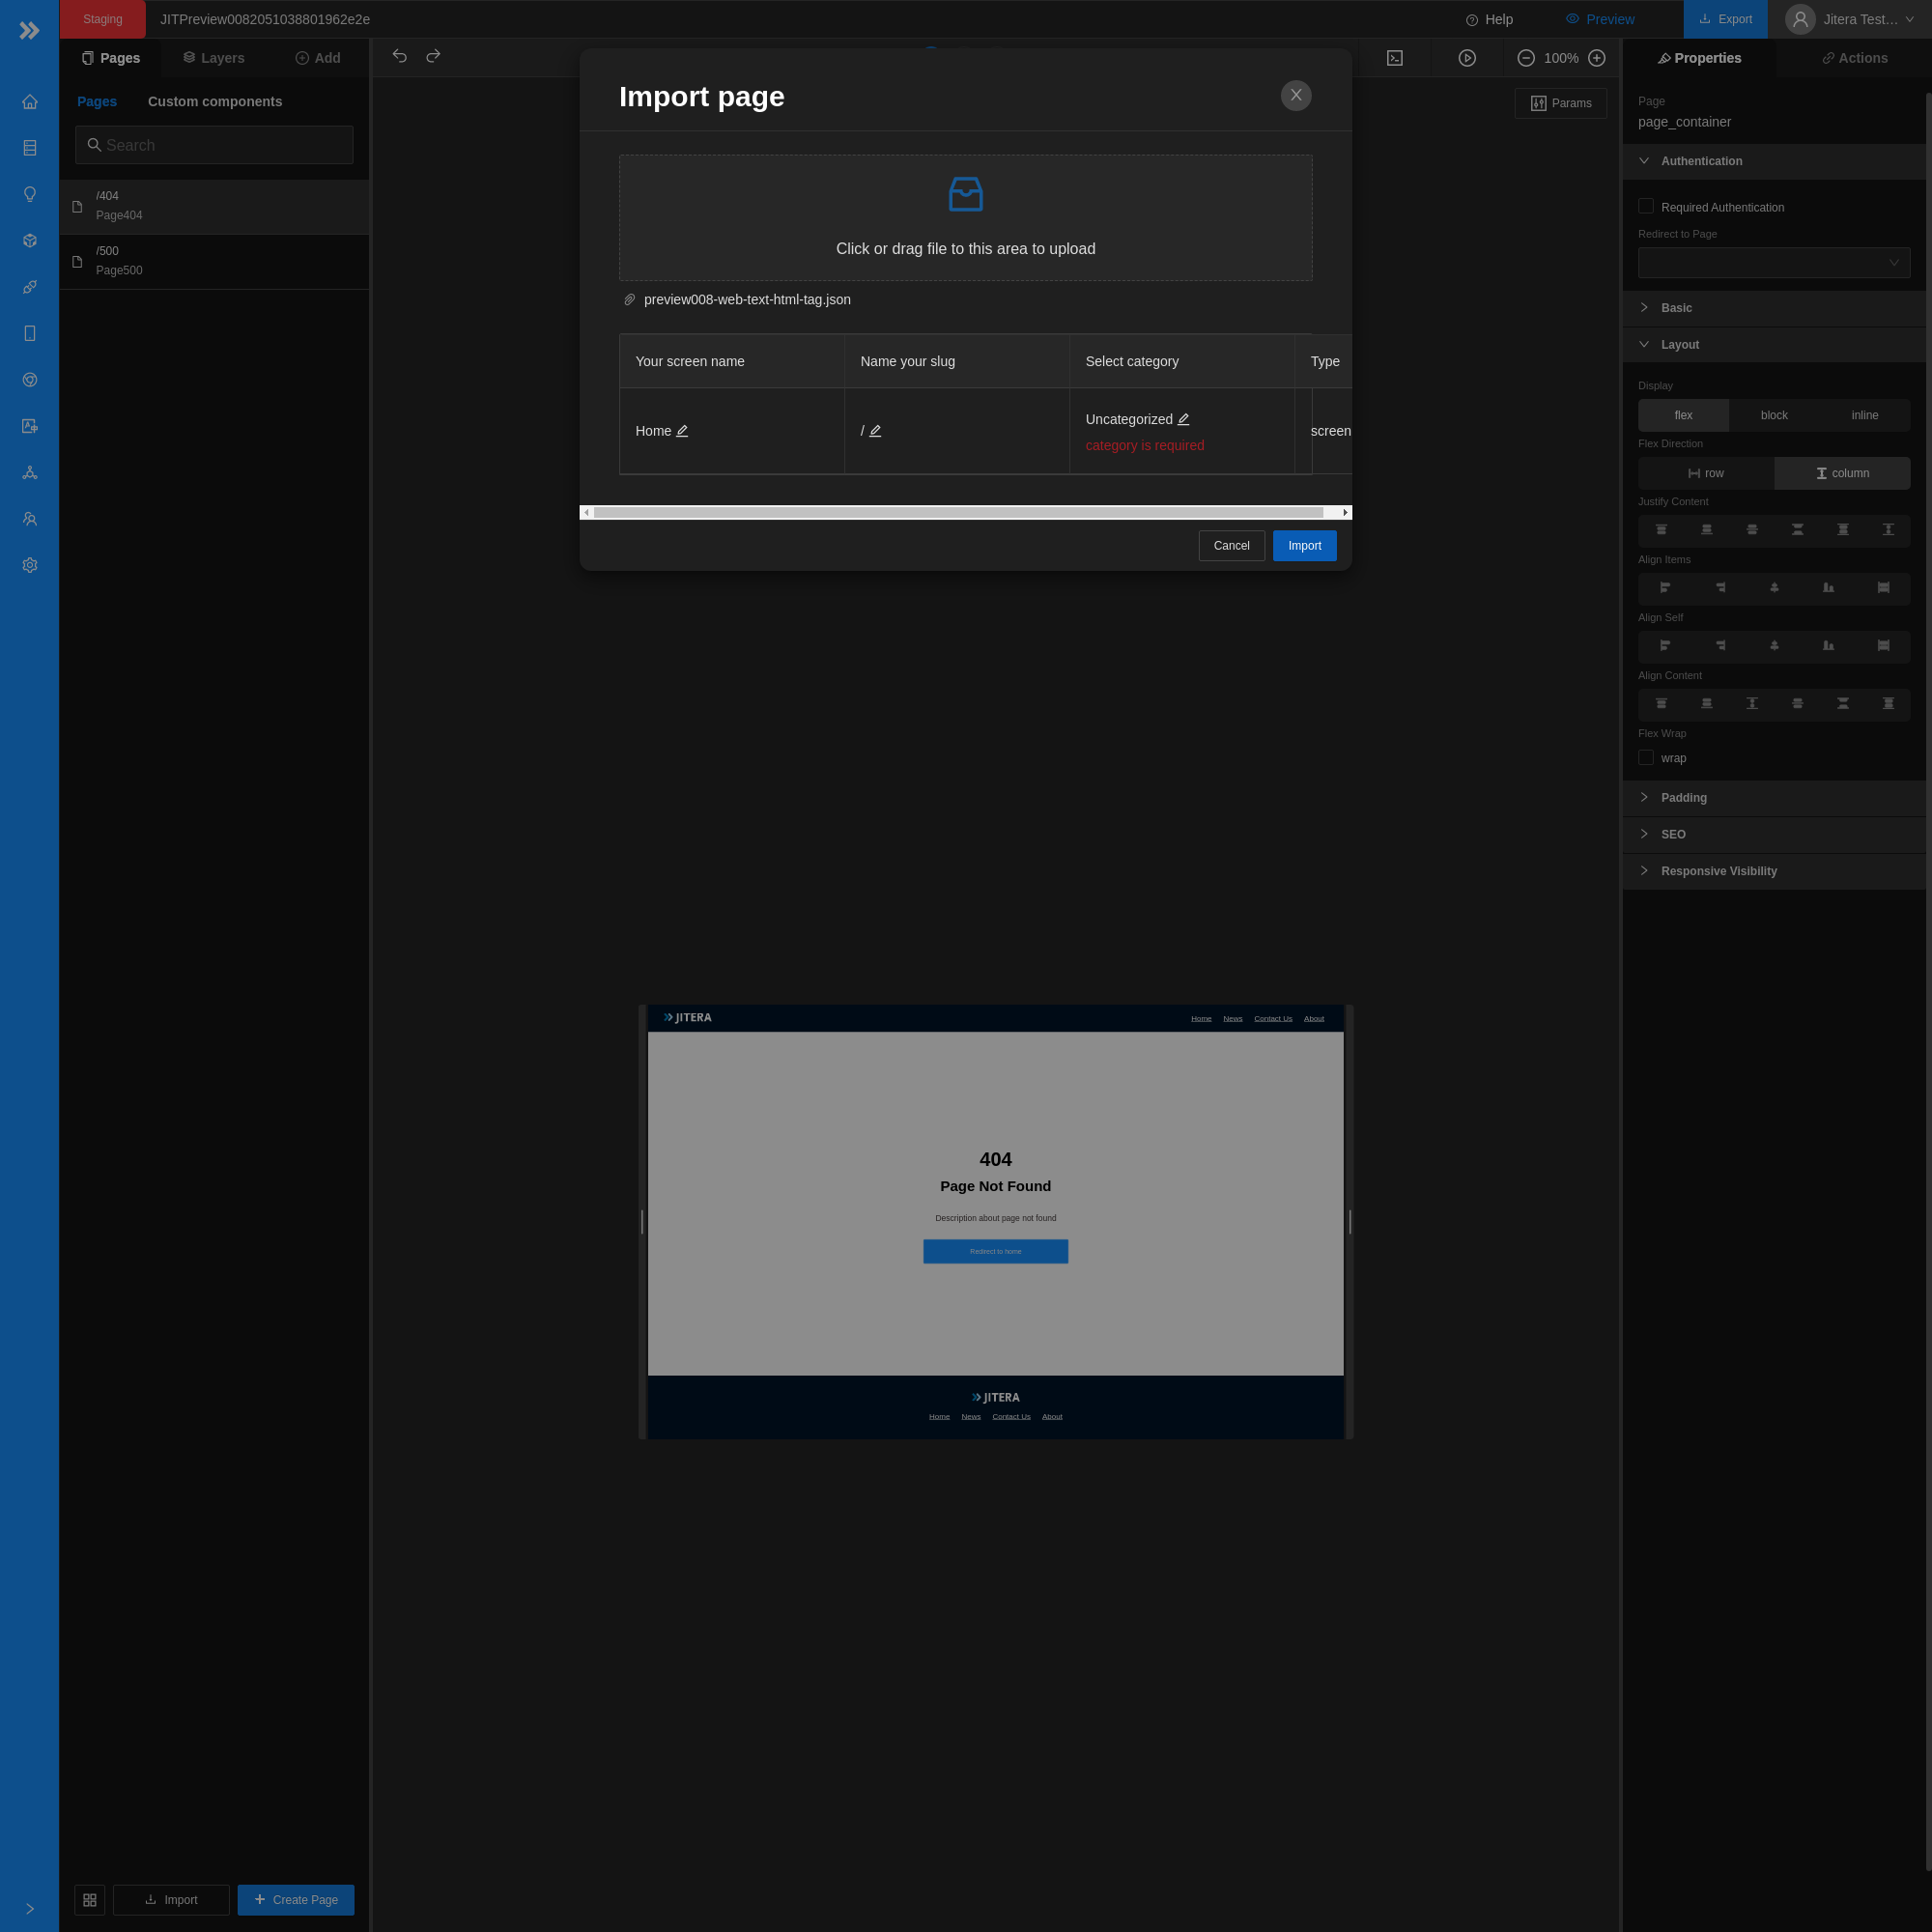 Staging
JITPreview0082051038801962e2e
Help
Preview
Export
Jitera Test…
Pages
Layers
Add
Pages
Custom components
Search
/404
Page404
/500
Page500
Import
Create Page
100%
Params
Import page
Click or drag file to this area to upload
preview008-web-text-html-tag.json
Your screen name
Name your slug
Select category
Type
Home
/
Uncategorized
category is required
screen
Cancel
Import
JITERA
Home
News
Contact Us
About
404
Page Not Found
Description about page not found
Redirect to home
JITERA
Home
News
Contact Us
About
Properties
Actions
Page
page_container
Authentication
Required Authentication
Redirect to Page
Basic
Layout
Display
flex
block
inline
Flex Direction
row
column
Justify Content
Align Items
Align Self
Align Content
Flex Wrap
wrap
Padding
SEO
Responsive Visibility